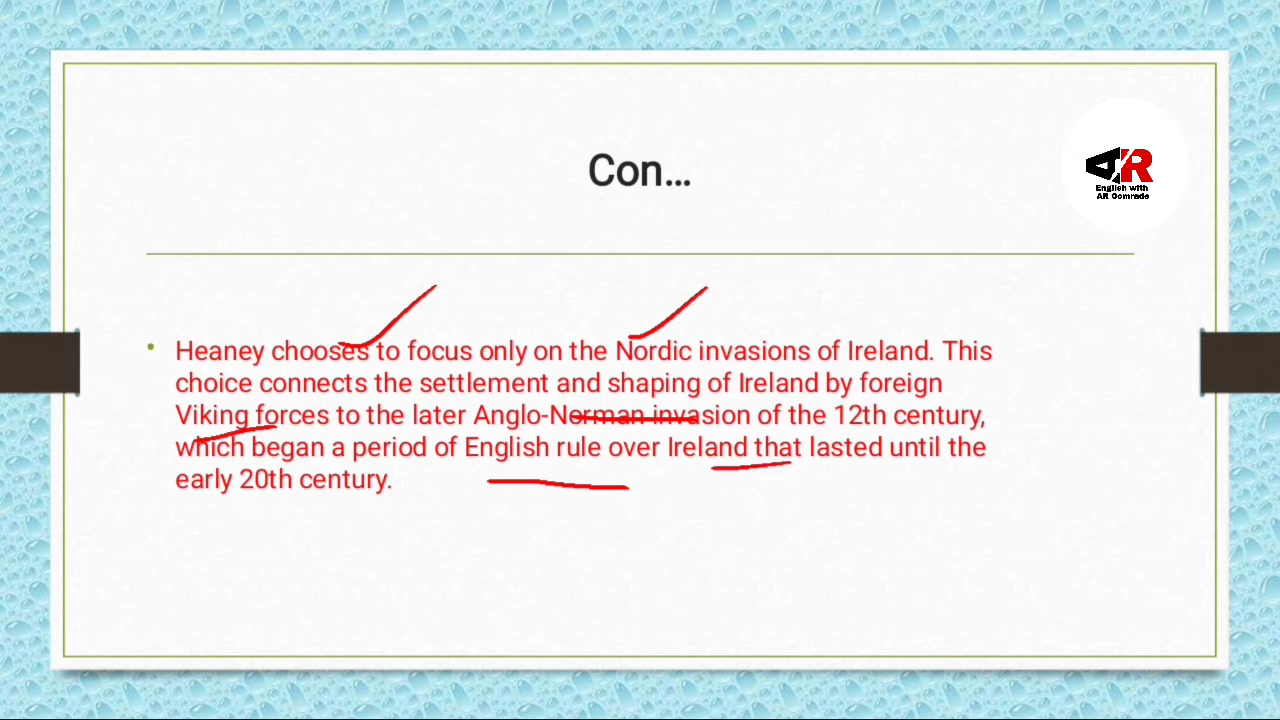 Con...
English with
AR Comrade
Heaney chooses to focus only on the Nordic invasions of Ireland. This
choice connects the settlement and shaping of Ireland by foreign
Viking forces to the later Anglo-Norman invasion of the 12th century,
which began a period of English rule over Ireland that lasted until the
early 20th century.